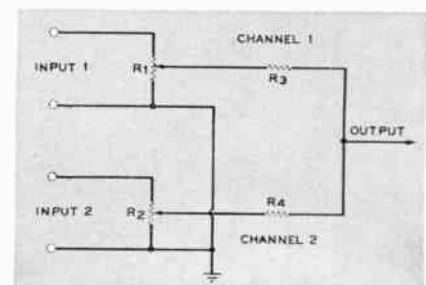 CHANNEL 1
INPUT 1
R1
R3
OUTPUT
INPUT 2
R2
R4
CHANNEL 2